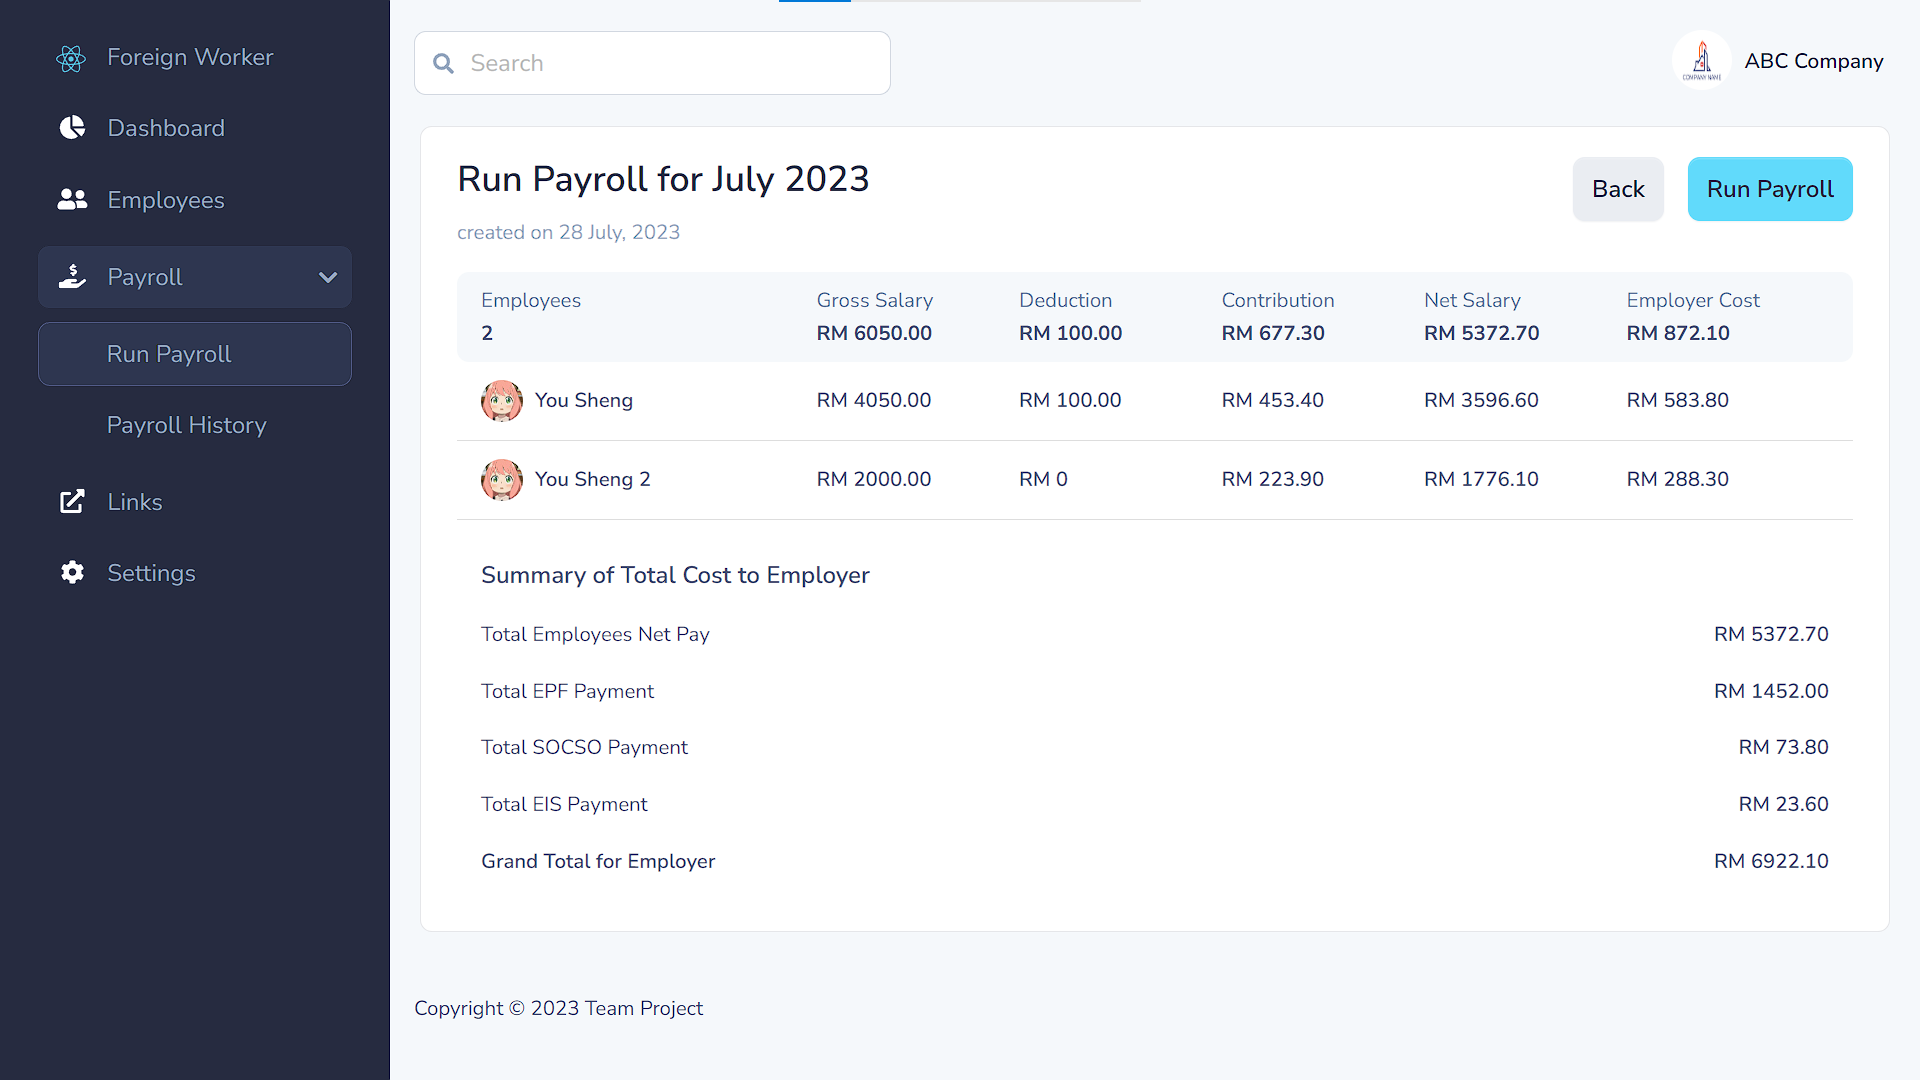 Foreign Worker
Dashboard
Employees
Payroll
Run Payroll
Payroll History
Links
Settings
Search
COMPANY NAME
ABC Company
Run Payroll for July 2023
created on 28 July, 2023
Back
Run Payroll
Employees Gross Salary Deduction Contribution Net Salary Employer Cost
2 RM 6050.00 RM 100.00 RM 677.30 RM 5372.70 RM 872.10
You Sheng RM 4050.00 RM 100.00 RM 453.40 RM 3596.60 RM 583.80
You Sheng 2 RM 2000.00 RM 0 RM 223.90 RM 1776.10 RM 288.30
Summary of Total Cost to Employer
Total Employees Net Pay RM 5372.70
Total EPF Payment RM 1452.00
Total SOCSO Payment RM 73.80
Total EIS Payment RM 23.60
Grand Total for Employer RM 6922.10
Copyright © 2023 Team Project